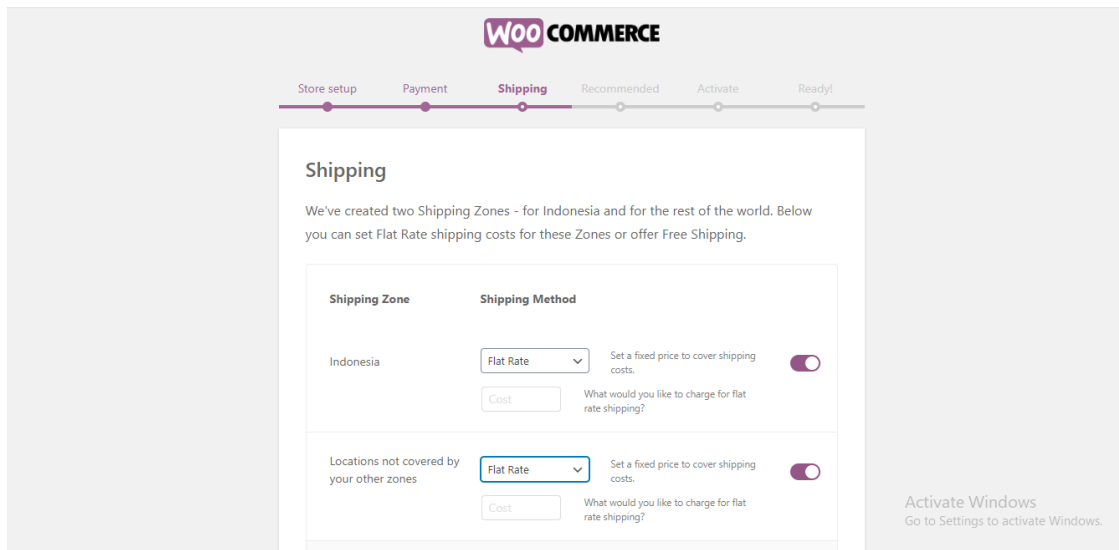 WOO COMMERCE
Store setup Payment Shipping Recommended Activate Ready!
Shipping
We've created two Shipping Zones - for Indonesia and for the rest of the world. Below
you can set Flat Rate shipping costs for these Zones or offer Free Shipping.
Shipping Zone Shipping Method
Indonesia Flat Rate Set a fixed price to cover shipping
costs.
Cost What would you like to charge for flat
rate shipping?
Locations not covered by
your other zones
Flat Rate Set a fixed price to cover shipping
costs.
Cost What would you like to charge for flat
rate shipping?
Activate Windows
Go to Settings to activate Windows.